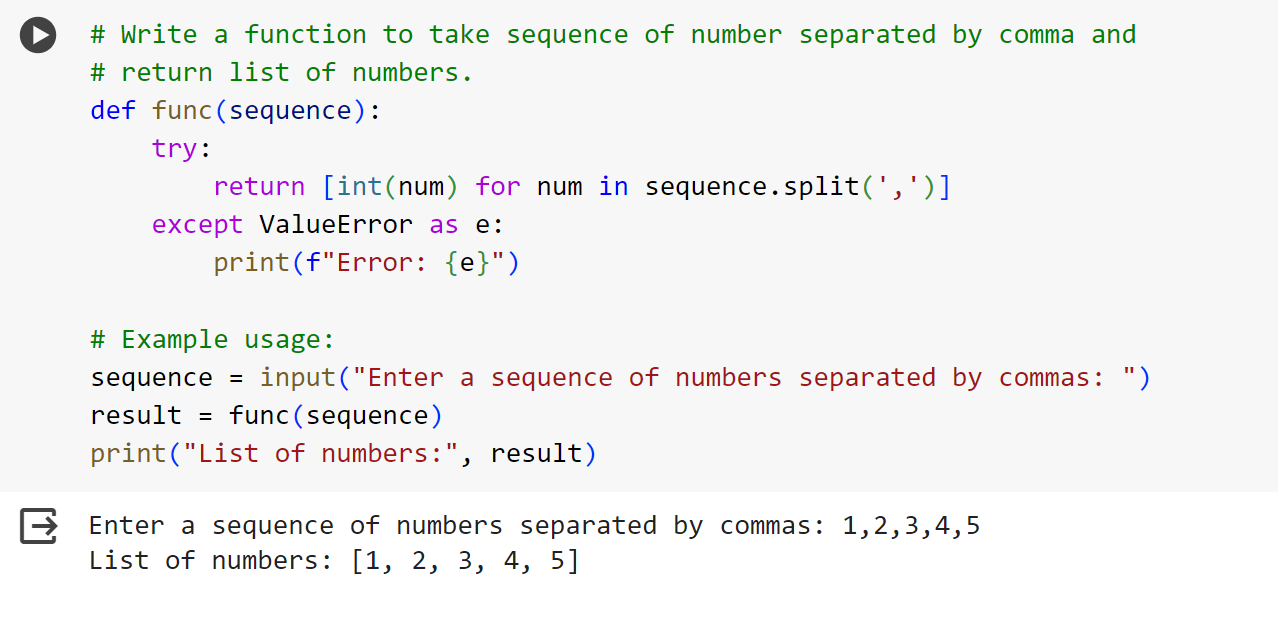 # Write a function to take sequence of number separated by comma and
# return list of numbers.
def func(sequence):
    try:
        return [int(num) for num in sequence.split(',')]
    except ValueError as e:
        print(f"Error: {e}")
# Example usage:
sequence = input("Enter a sequence of numbers separated by commas: ")
result = func(sequence)
print("List of numbers:", result)
Enter a sequence of numbers separated by commas: 1,2,3,4,5
List of numbers: [1, 2, 3, 4, 5]